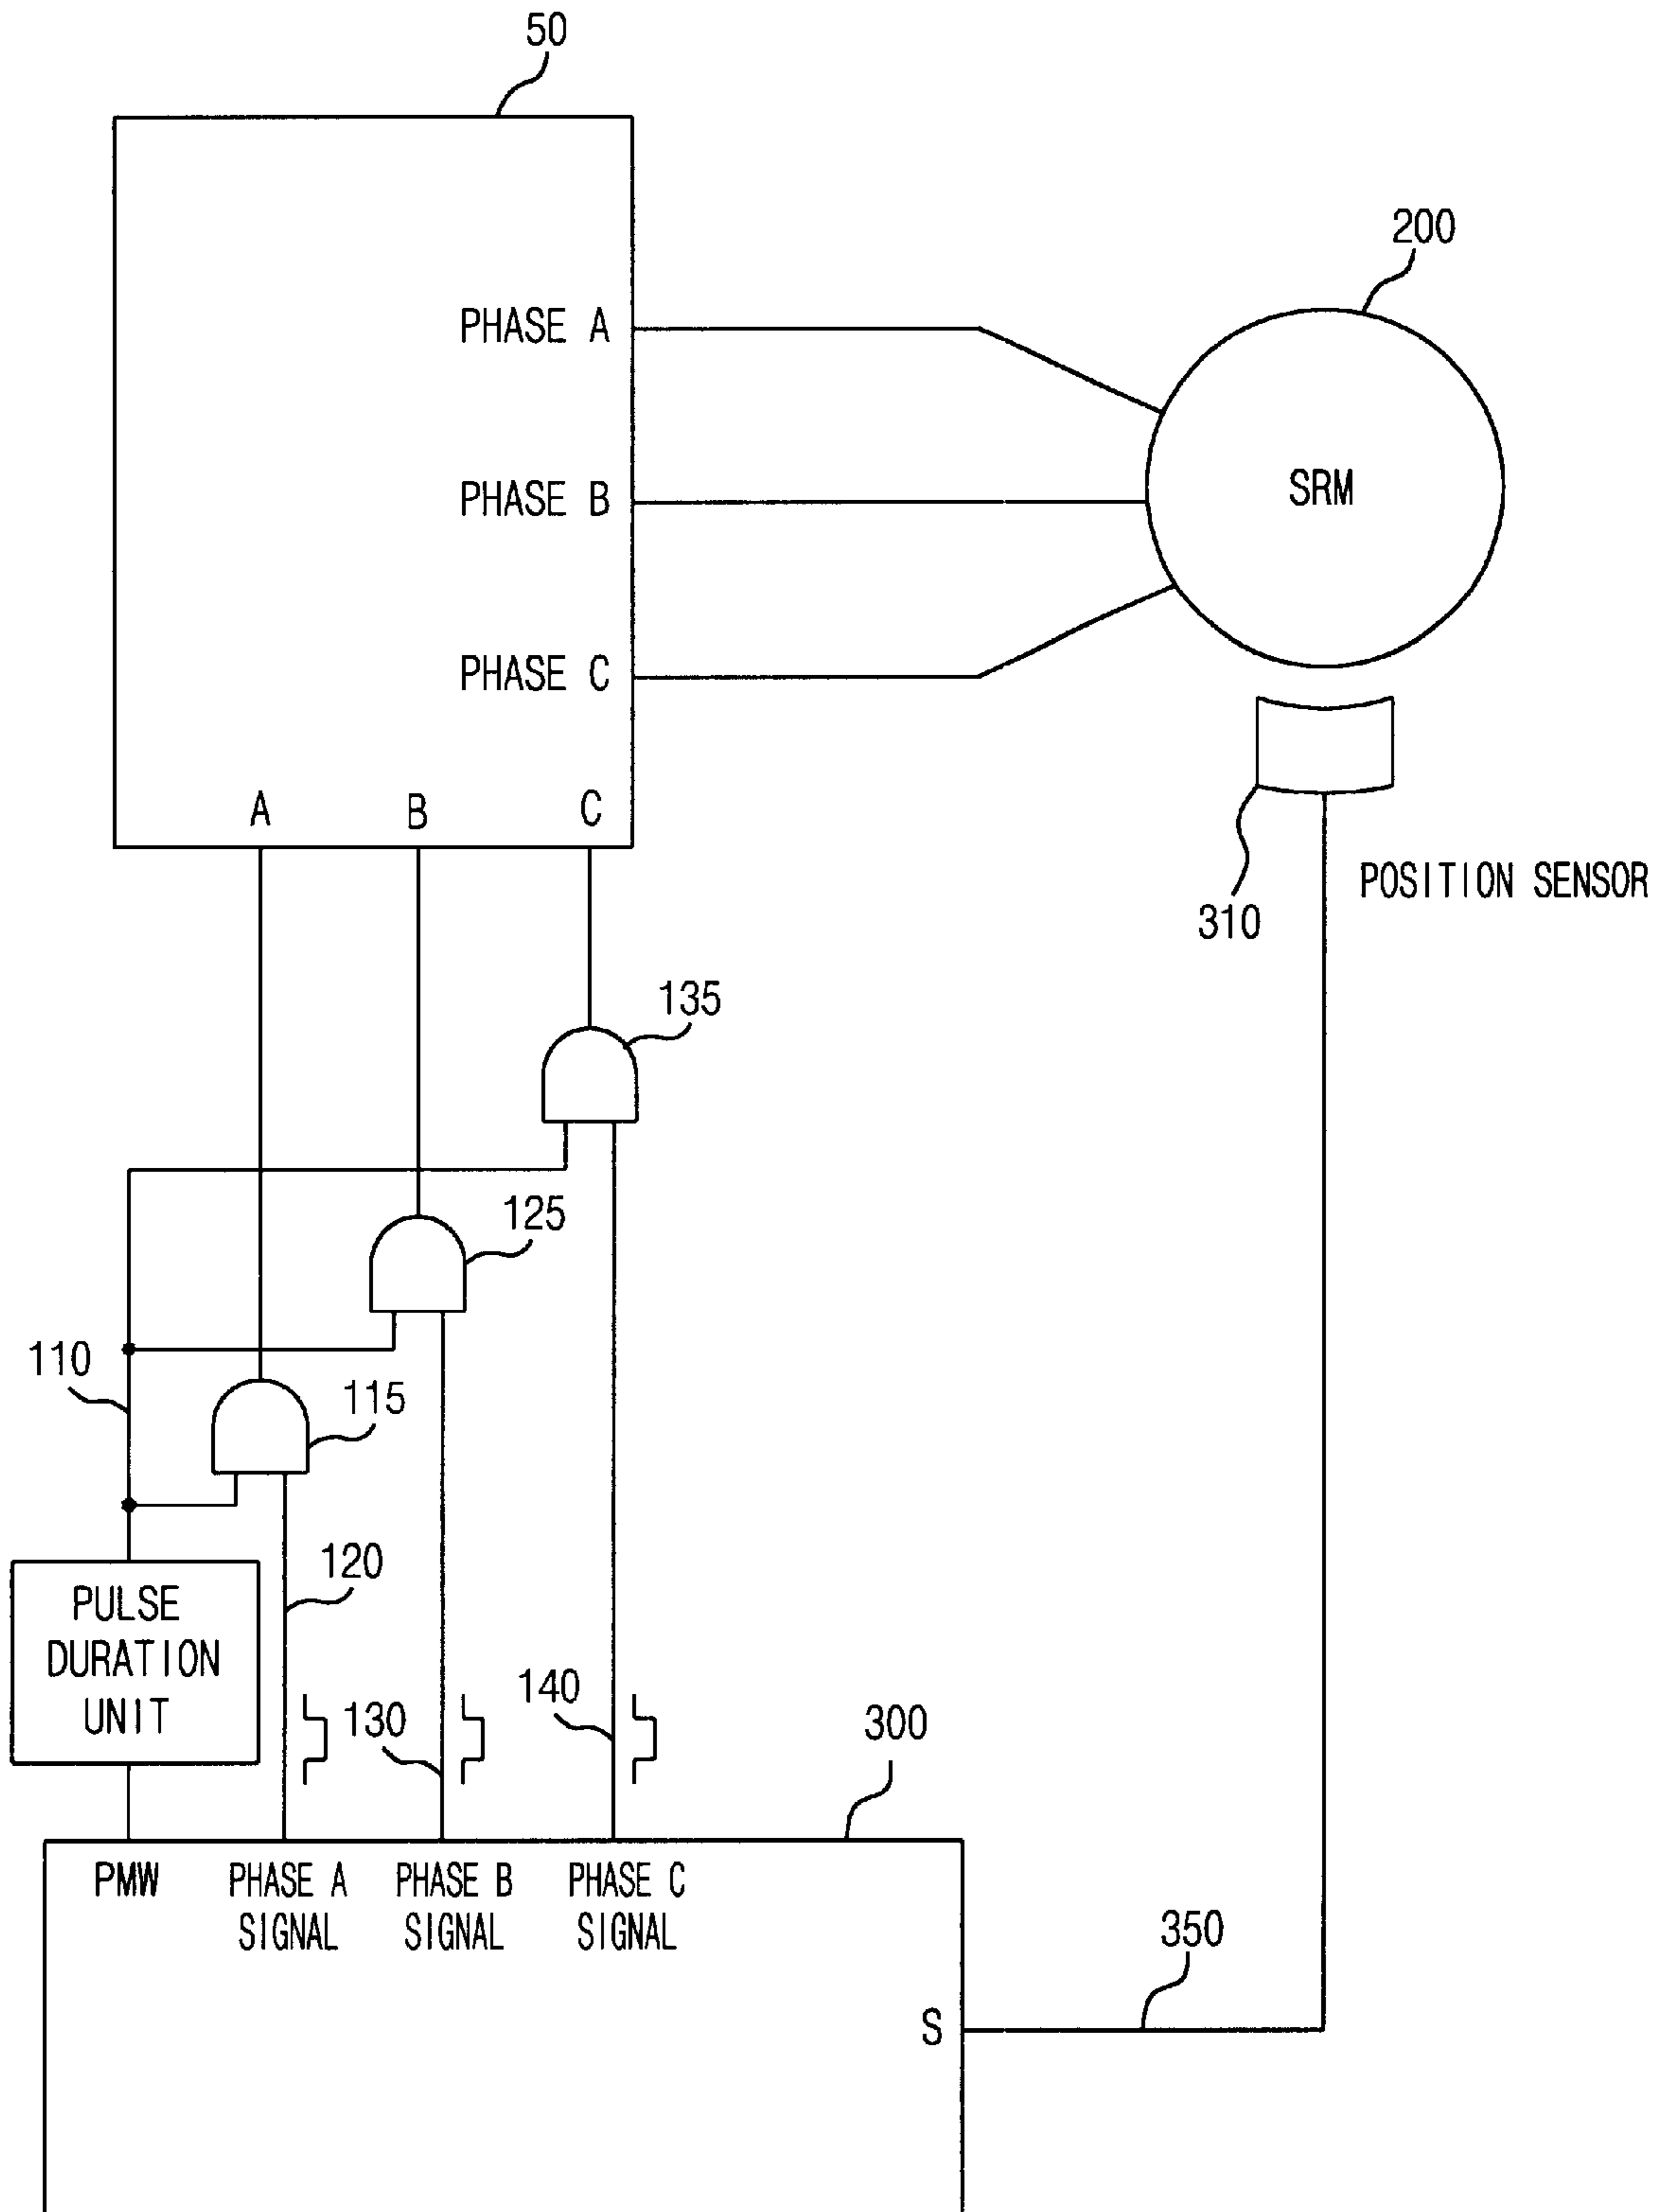 50
200
PHASE A
PHASE B
SRM
PHASE C
A
B
C
POSITION SENSOR
310
135
125
110
115
120
PULSE
DURATION
UNIT
130
140
300
PMW
PHASE A
SIGNAL
PHASE B
SIGNAL
PHASE C
SIGNAL
350
S